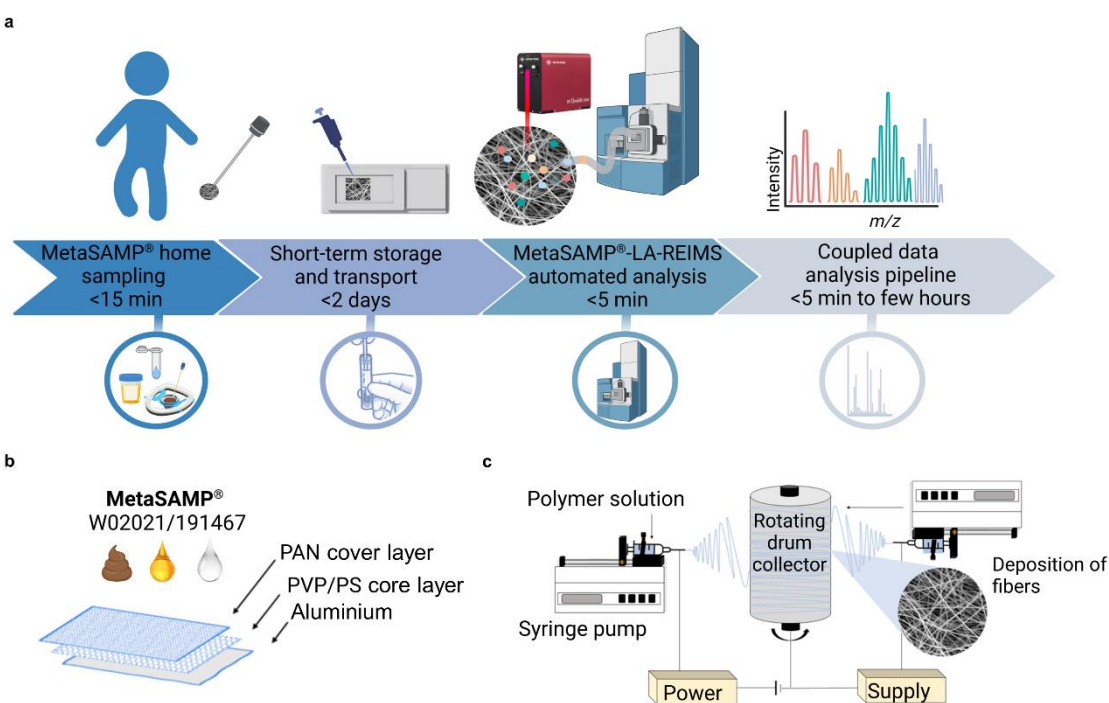 a
Intensity
m/z
MetaSAMP® home
sampling
<15 min
Short-term storage
and transport
<2 days
MetaSAMP®-LA-REIMS
automated analysis
<5 min
Coupled data
analysis pipeline
<5 min to few hours
b
MetaSAMP®
W02021/191467
PAN cover layer
PVP/PS core layer
Aluminium
c
Polymer solution
Rotating
drum
collector
Deposition of
fibers
Syringe pump
Power
Supply